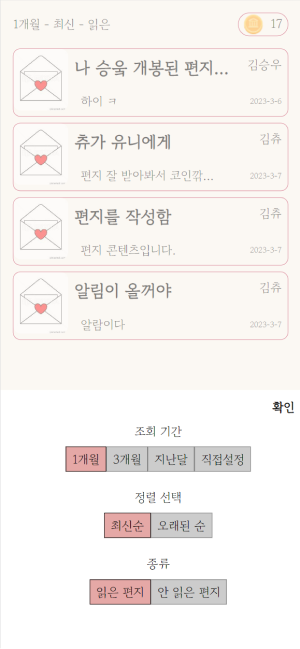 1개월 - 최신 - 읽은
17
나 승웆 개봉된 편지...
김승우
하이 ㅋ
2023-3-6
츄가 유니에게
김츄
편지 잘 받아봐서 코인깎...
2023-3-7
편지를 작성함
김츄
편지 콘텐츠입니다.
2023-3-7
알림이 올꺼야
김츄
알람이다
2023-3-7
확인
조회 기간
1개월 3개월 지난달 직접설정
정렬 선택
최신순 오래된 순
종류
읽은 편지 안 읽은 편지